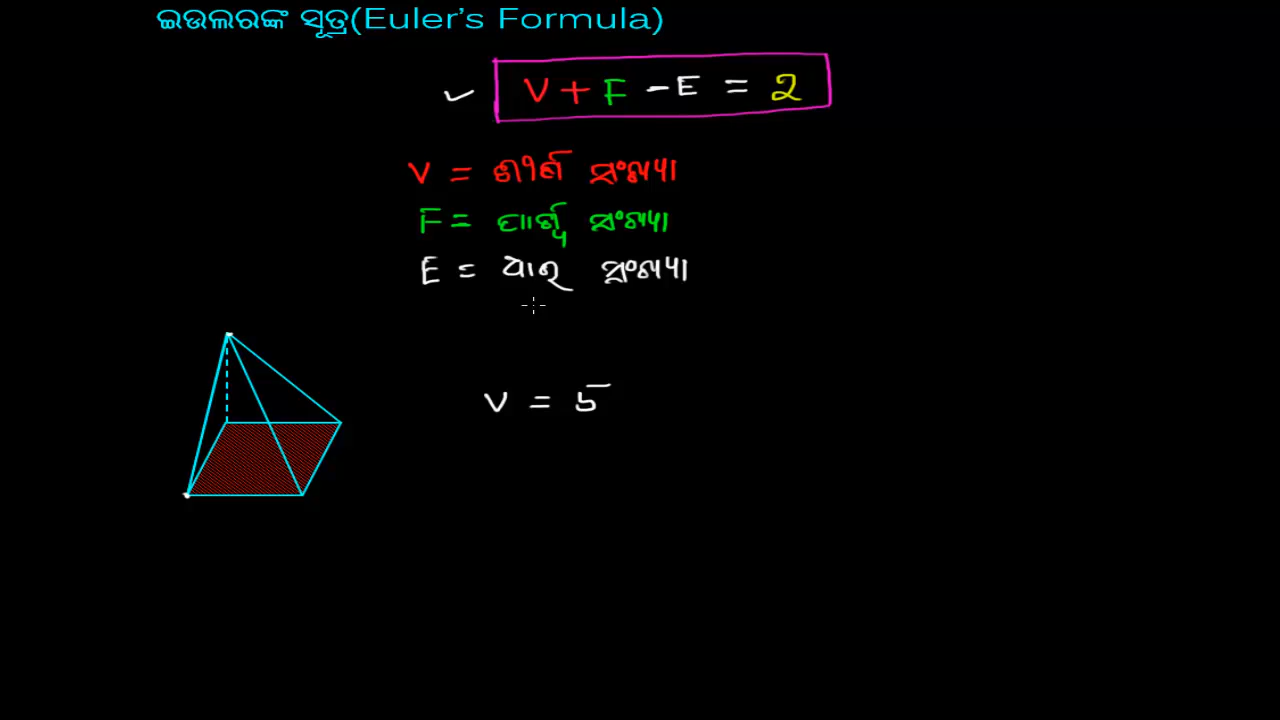 ଇଉଲରଙ୍କ ସୂତ୍ର(Euler's Formula)
V + F - E = 2
V = ଶୀର୍ଷ ସଂଖ୍ୟା
F = ପାର୍ଶ୍ୱ ସଂଖ୍ୟା
E = ଧାର ସଂଖ୍ୟା
V = 5